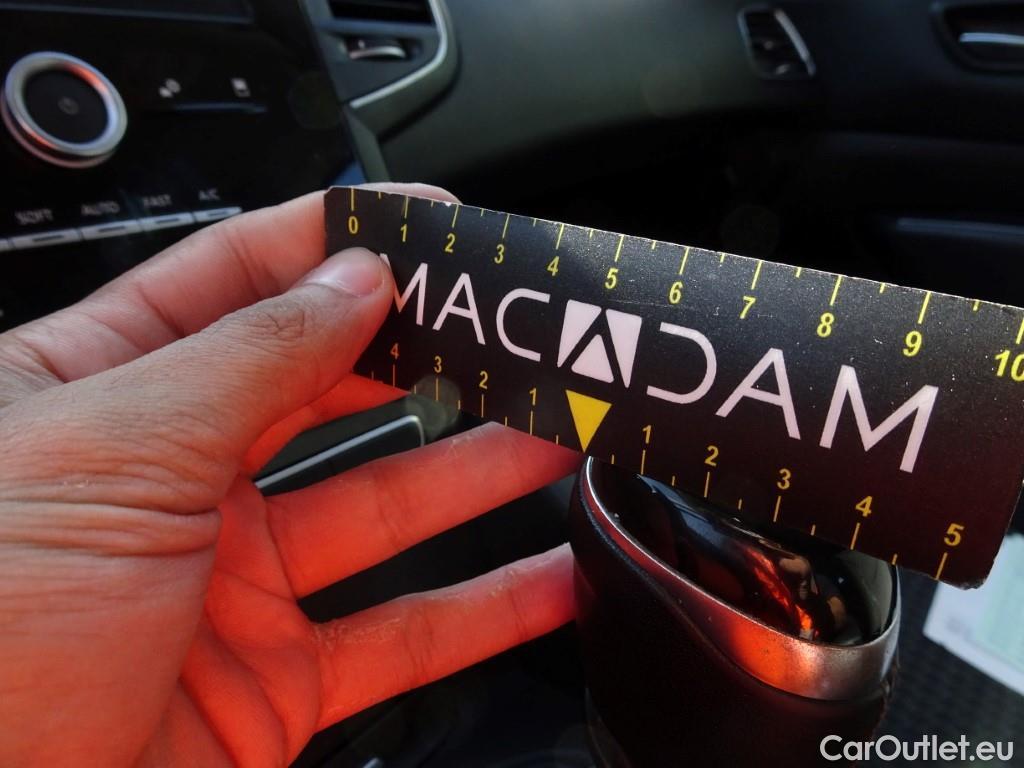 SOFT AUTO FAST A/C
0 1 2 3 4 5 6 7 8 9 10
MACADAM
4 3 2 1 1 2 3 4 5
CarOutlet.eu